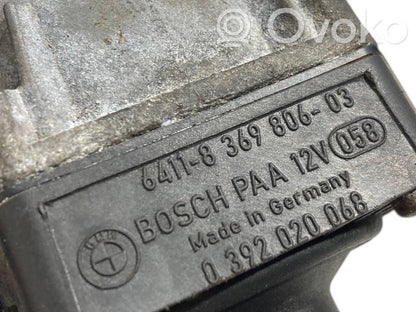 Ovoko
6411-8 369 806-03
BOSCH PAA 12V 058
Made in Germany
0 392 020 068